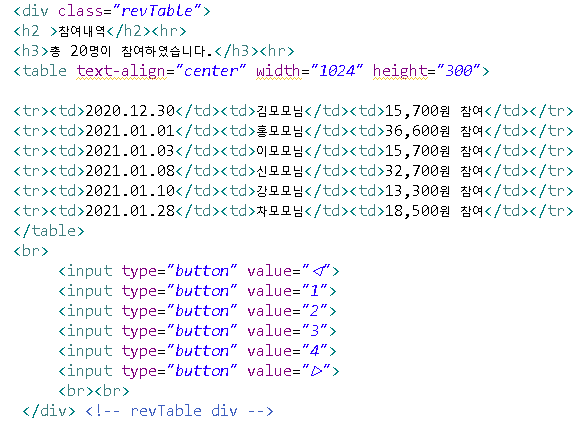 <div class="revTable">
<h2 >참여내역</h2><hr>
<h3>총 20명이 참여하였습니다.</h3><hr>
<table text-align="center" width="1024" height="300">
<tr><td>2020.12.30</td><td>김모모님</td><td>15,700원 참여</td></tr>
<tr><td>2021.01.01</td><td>홍모모님</td><td>36,600원 참여</td></tr>
<tr><td>2021.01.03</td><td>이모모님</td><td>15,700원 참여</td></tr>
<tr><td>2021.01.08</td><td>신모모님</td><td>32,700원 참여</td></tr>
<tr><td>2021.01.10</td><td>강모모님</td><td>13,300원 참여</td></tr>
<tr><td>2021.01.28</td><td>차모모님</td><td>18,500원 참여</td></tr>
</table>
<br>
<input type="button" value="◁">
<input type="button" value="1">
<input type="button" value="2">
<input type="button" value="3">
<input type="button" value="4">
<input type="button" value="▷">
<br><br>
</div> <!-- revTable div -->